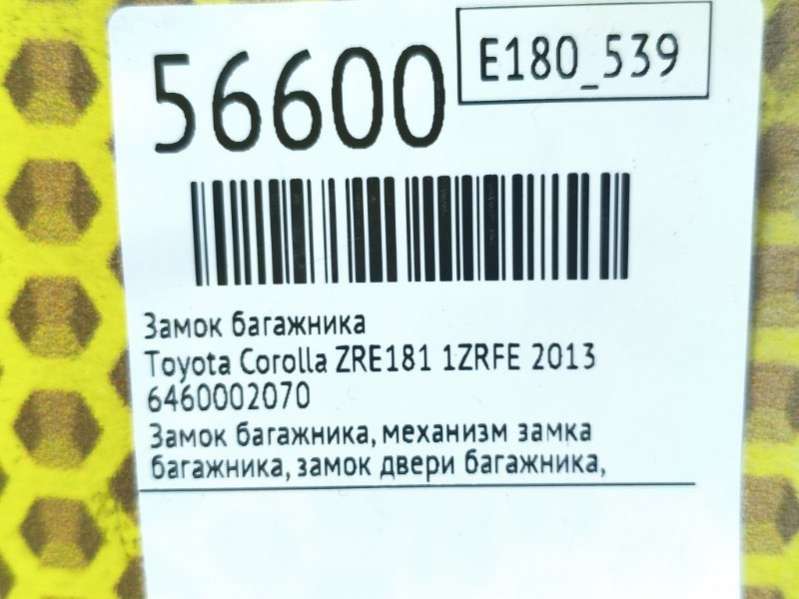 56600
E180_539
Замок багажника
Toyota Corolla ZRE181 1ZRFE 2013
6460002070
Замок багажника, механизм замка
багажника, замок двери багажника,